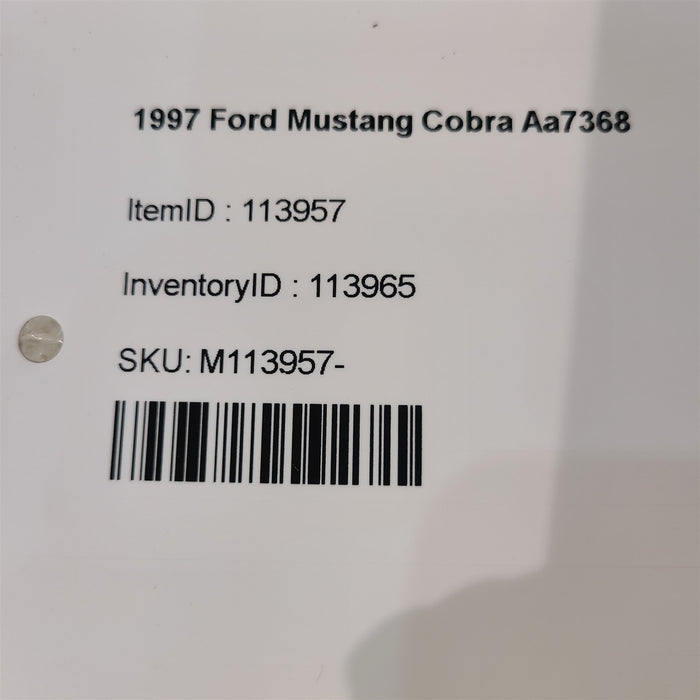 1997 Ford Mustang Cobra Aa7368
ItemID : 113957
InventoryID : 113965
SKU: M113957-